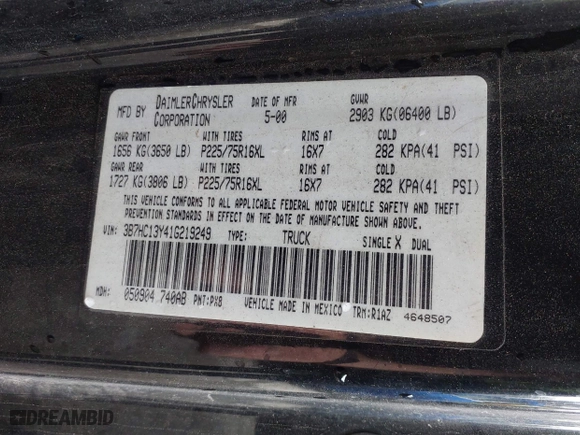 MFD BY DAIMLERCHRYSLER CORPORATION DATE OF MFR 5-00 GVWR 2903 KG(06400 LB)
GAWR FRONT WITH TIRES RIMS AT COLD
1656 KG(3650 LB) P225/75R16XL 16X7 282 KPA(41 PSI)
GAWR REAR WITH TIRES RIMS AT COLD
1727 KG(3806 LB) P225/75R16XL 16X7 282 KPA(41 PSI)
THIS VEHICLE CONFORMS TO ALL APPLICABLE FEDERAL MOTOR VEHICLE SAFETY AND THEFT
PREVENTION STANDARDS IN EFFECT ON THE DATE OF MANUFACTURE SHOWN ABOVE.
VIN: 3B7HC13Y41G219249 TYPE: TRUCK SINGLE X DUAL
MDH: 050904 740AB PNT:PX8 VEHICLE MADE IN MEXICO TRM:R1AZ 4648507
DREAMBID